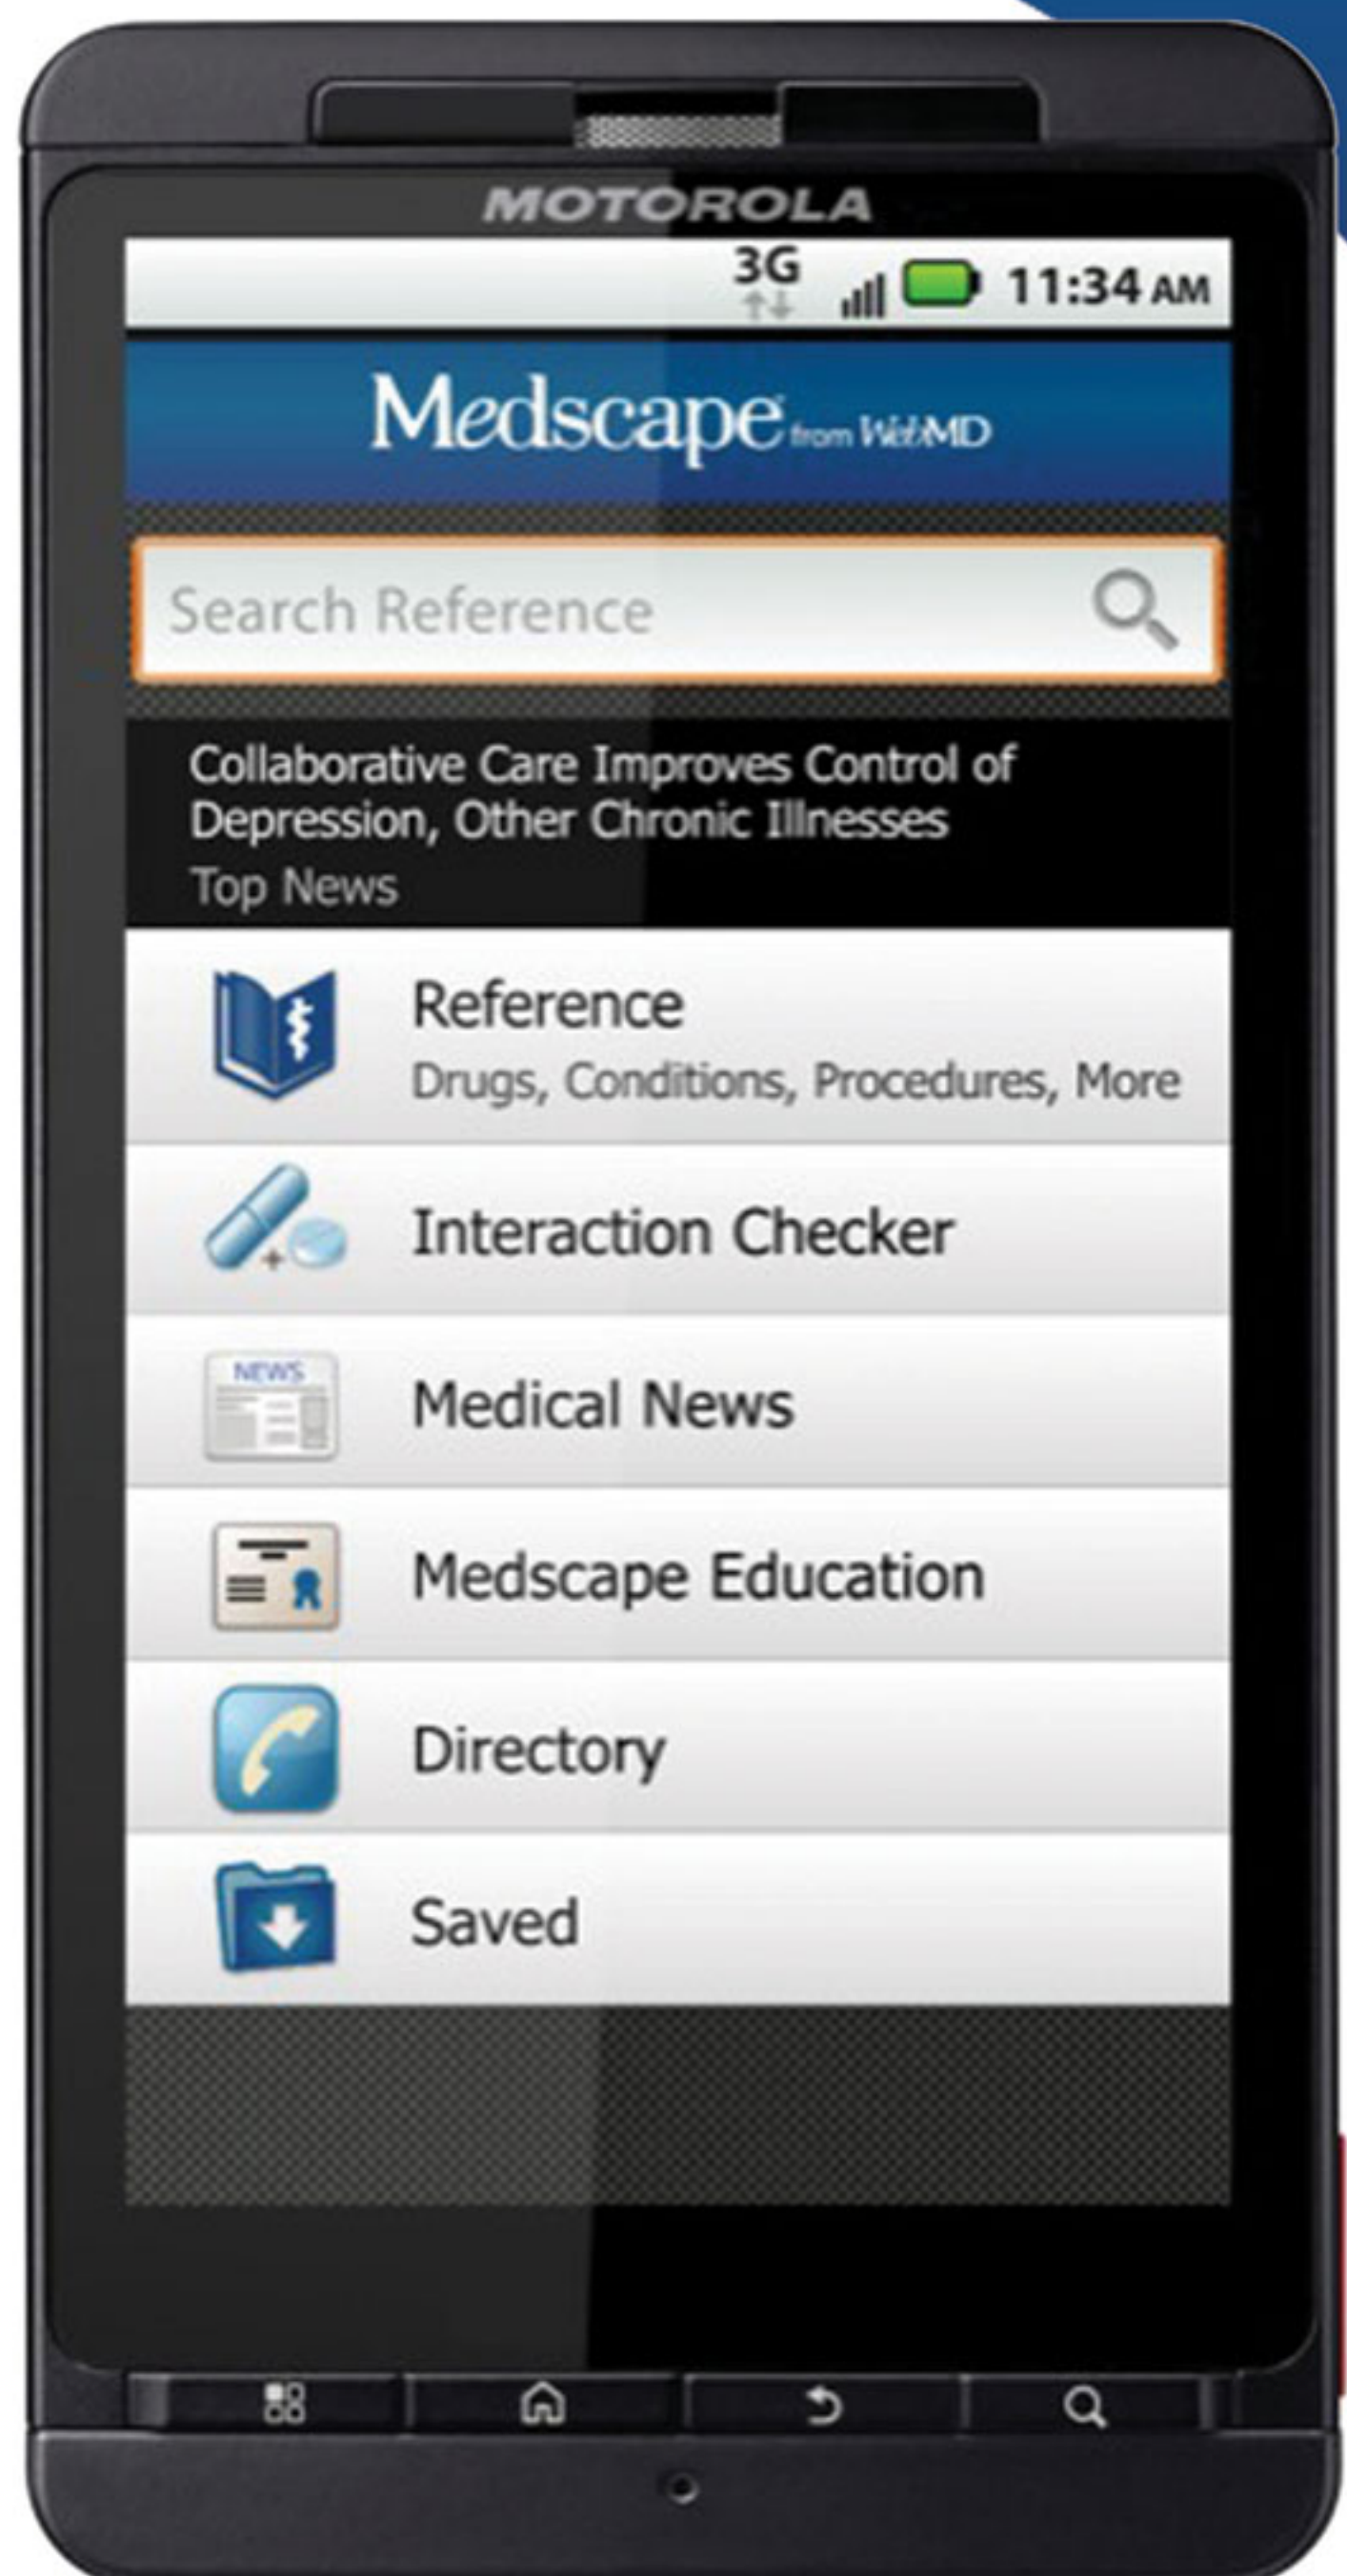 MOTOROLA
3G 11:34 AM
Medscape from WebMD
Search Reference
Collaborative Care Improves Control of
Depression, Other Chronic Illnesses
Top News
Reference
Drugs, Conditions, Procedures, More
Interaction Checker
NEWS
Medical News
Medscape Education
Directory
Saved